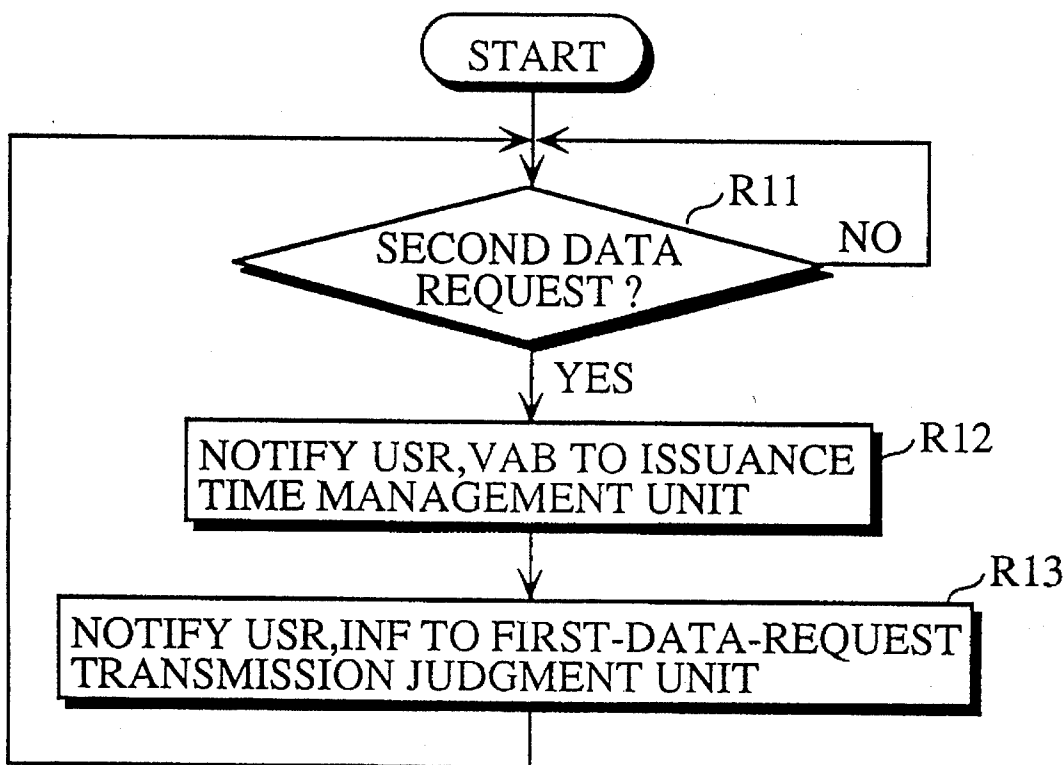 START
R11
SECOND DATA
REQUEST ?
NO
YES
R12
NOTIFY USR,VAB TO ISSUANCE
TIME MANAGEMENT UNIT
R13
NOTIFY USR,INF TO FIRST-DATA-REQUEST
TRANSMISSION JUDGMENT UNIT